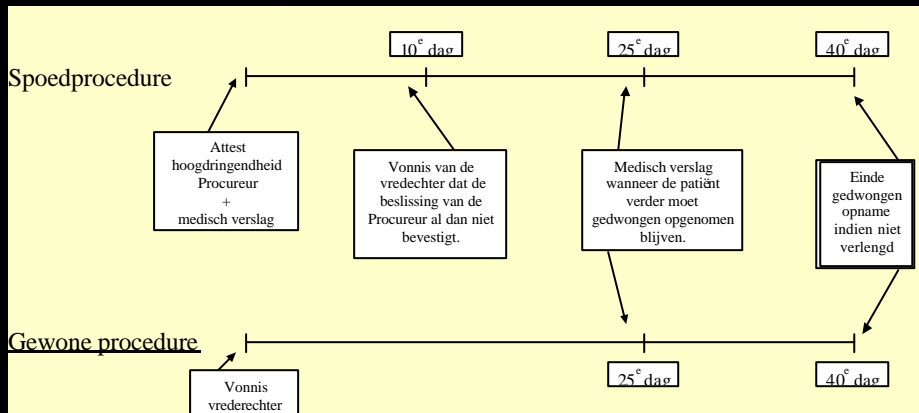 10e dag
25e dag
40e dag
Spoedprocedure
Attest
hoogdringendheid
Procureur
+
medisch verslag
Vonnis van de
vredechter dat de
beslissing van de
Procureur al dan niet
bevestigt.
Medisch verslag
wanneer de patiënt
verder moet
gedwongen opgenomen
blijven.
Einde
gedwongen
opname
indien niet
verlengd
Gewone procedure
25e dag
40e dag
Vonnis
vrederechter